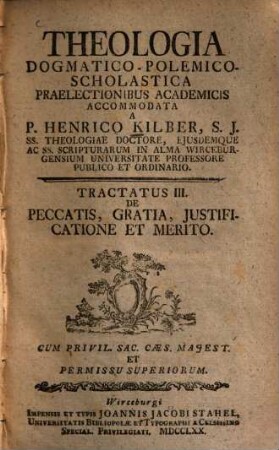 THEOLOGIA
DOGMATICO-POLEMICO-
SCHOLASTICA
PRAELECTIONIBUS ACADEMICIS
ACCOMMODATA
A
P. HENRICO KILBER, S. J.
SS. THEOLOGIAE DOCTORE, EJUSDEMQUE
AC SS. SCRIPTURARUM IN ALMA WIRCEBUR-
GENSIUM UNIVERSITATE PROFESSORE
PUBLICO ET ORDINARIO.
TRACTATUS III.
DE
PECCATIS, GRATIA, JUSTIFI-
CATIONE ET MERITO.
CUM PRIVIL. SAC. CÆS. MAJEST.
ET
PERMISSU SUPERIORUM.
Wirceburgi
IMPENSIS ET TYPIS JOANNIS JACOBI STAHEL,
UNIVERSITATIS BIBLIOPOLÆ ET TYPOGRAPHI A CELSISSIMO
SPECIAL. PRIVILEGIATI. MDCCLXX.